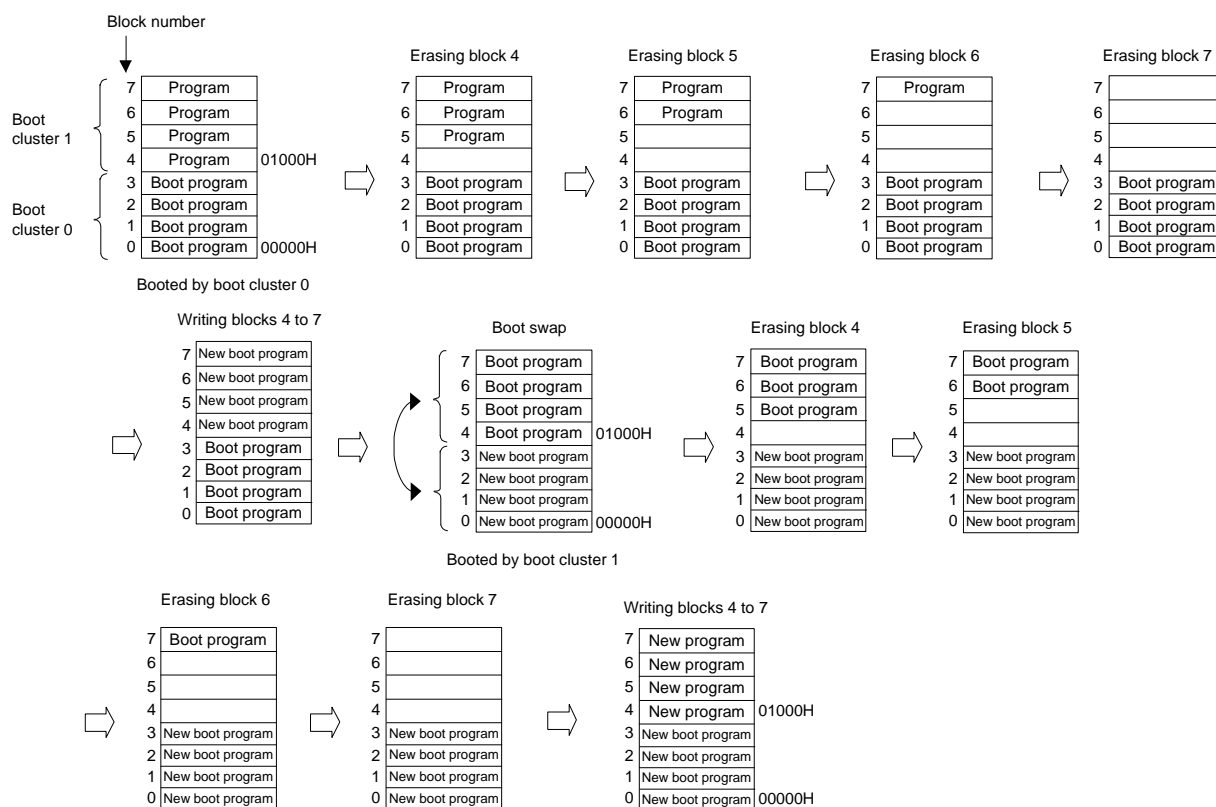 Block number
7 Program
6 Program
5 Program
4 Program 01000H
3 Boot program
2 Boot program
1 Boot program
0 Boot program 00000H
Boot
cluster 1
Boot
cluster 0
Booted by boot cluster 0
Erasing block 4
7 Program
6 Program
5 Program
4
3 Boot program
2 Boot program
1 Boot program
0 Boot program
Erasing block 5
7 Program
6 Program
5
4
3 Boot program
2 Boot program
1 Boot program
0 Boot program
Erasing block 6
7 Program
6
5
4
3 Boot program
2 Boot program
1 Boot program
0 Boot program
Erasing block 7
7
6
5
4
3 Boot program
2 Boot program
1 Boot program
0 Boot program
Writing blocks 4 to 7
7 New boot program
6 New boot program
5 New boot program
4 New boot program
3 Boot program
2 Boot program
1 Boot program
0 Boot program
Boot swap
7 Boot program
6 Boot program
5 Boot program
4 Boot program 01000H
3 New boot program
2 New boot program
1 New boot program
0 New boot program 00000H
Booted by boot cluster 1
Erasing block 4
7 Boot program
6 Boot program
5 Boot program
4
3 New boot program
2 New boot program
1 New boot program
0 New boot program
Erasing block 5
7 Boot program
6 Boot program
5
4
3 New boot program
2 New boot program
1 New boot program
0 New boot program
Erasing block 6
7 Boot program
6
5
4
3 New boot program
2 New boot program
1 New boot program
0 New boot program
Erasing block 7
7
6
5
4
3 New boot program
2 New boot program
1 New boot program
0 New boot program
Writing blocks 4 to 7
7 New program
6 New program
5 New program
4 New program 01000H
3 New boot program
2 New boot program
1 New boot program
0 New boot program 00000H